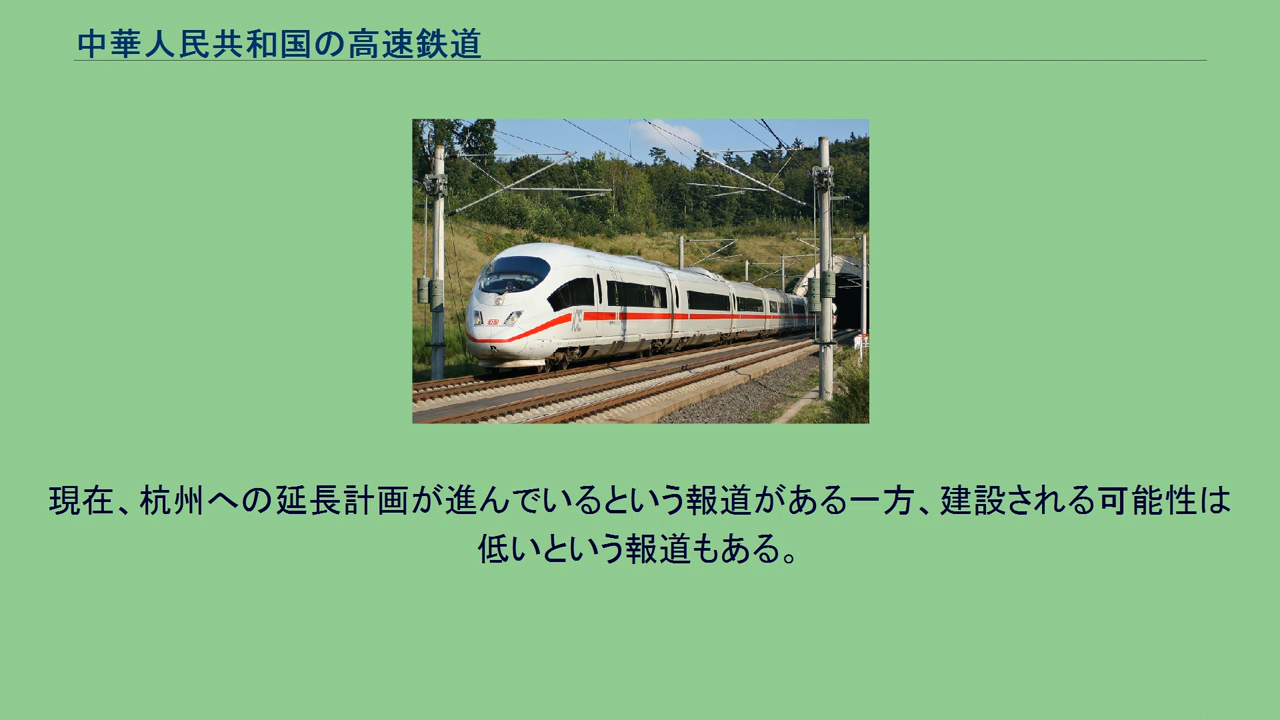 中華人民共和国の高速鉄道
ICE
現在、杭州への延長計画が進んでいるという報道がある一方、建設される可能性は
低いという報道もある。